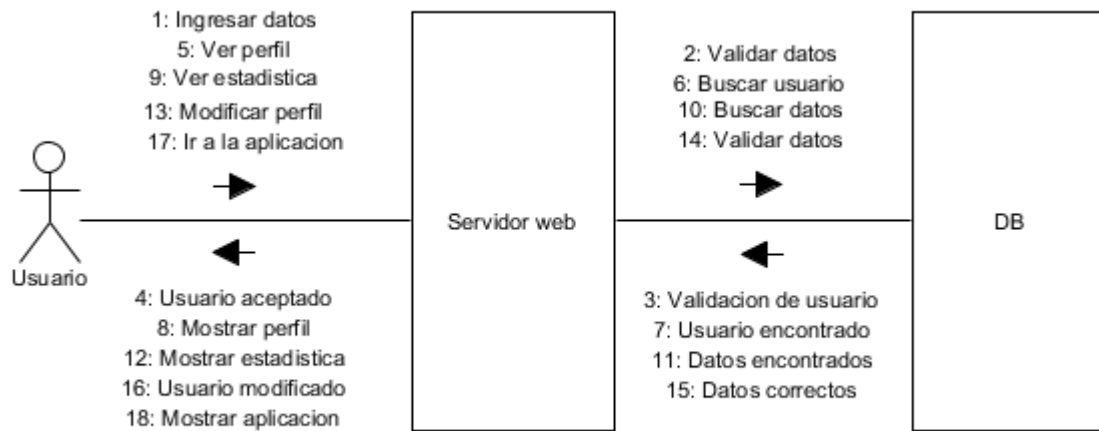 1: Ingresar datos
5: Ver perfil
9: Ver estadistica
13: Modificar perfil
17: Ir a la aplicacion
2: Validar datos
6: Buscar usuario
10: Buscar datos
14: Validar datos
Usuario
Servidor web
DB
4: Usuario aceptado
8: Mostrar perfil
12: Mostrar estadistica
16: Usuario modificado
18: Mostrar aplicacion
3: Validacion de usuario
7: Usuario encontrado
11: Datos encontrados
15: Datos correctos